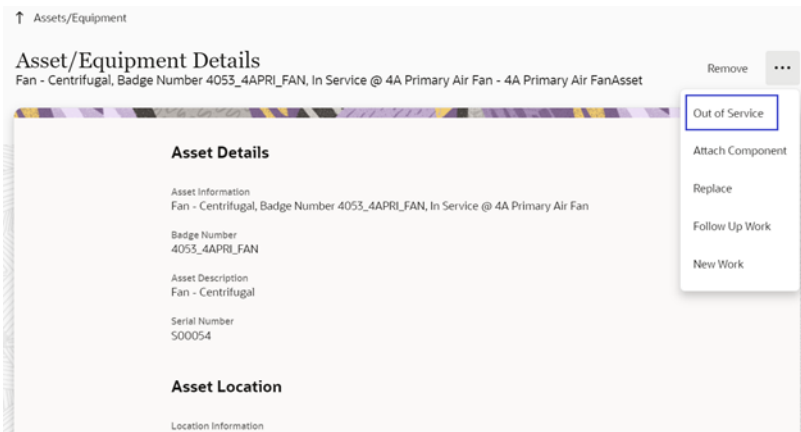 Assets/Equipment
Asset/Equipment Details
Remove
Fan - Centrifugal, Badge Number 4053_4APRI_FAN, In Service @ 4A Primary Air Fan - 4A Primary Air FanAsset
Out of Service
Attach Component
Replace
Follow Up Work
New Work
Asset Details
Asset Information
Fan - Centrifugal, Badge Number 4053_4APRI_FAN, In Service @ 4A Primary Air Fan
Badge Number
4053_4APRI_FAN
Asset Description
Fan - Centrifugal
Serial Number
S00054
Asset Location
Location Information